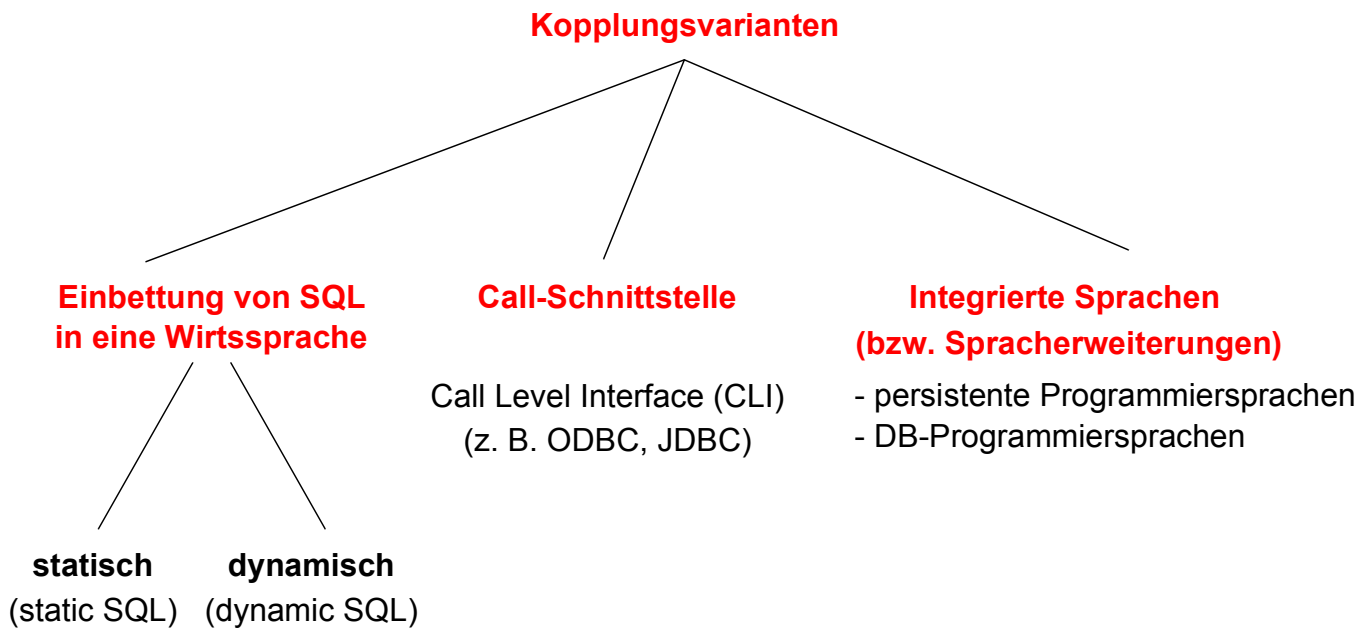 Kopplungsvarianten
Einbettung von SQL
in eine Wirtssprache
Call-Schnittstelle
Integrierte Sprachen
(bzw. Spracherweiterungen)
Call Level Interface (CLI)
(z. B. ODBC, JDBC)
- persistente Programmiersprachen
- DB-Programmiersprachen
statisch
(static SQL)
dynamisch
(dynamic SQL)